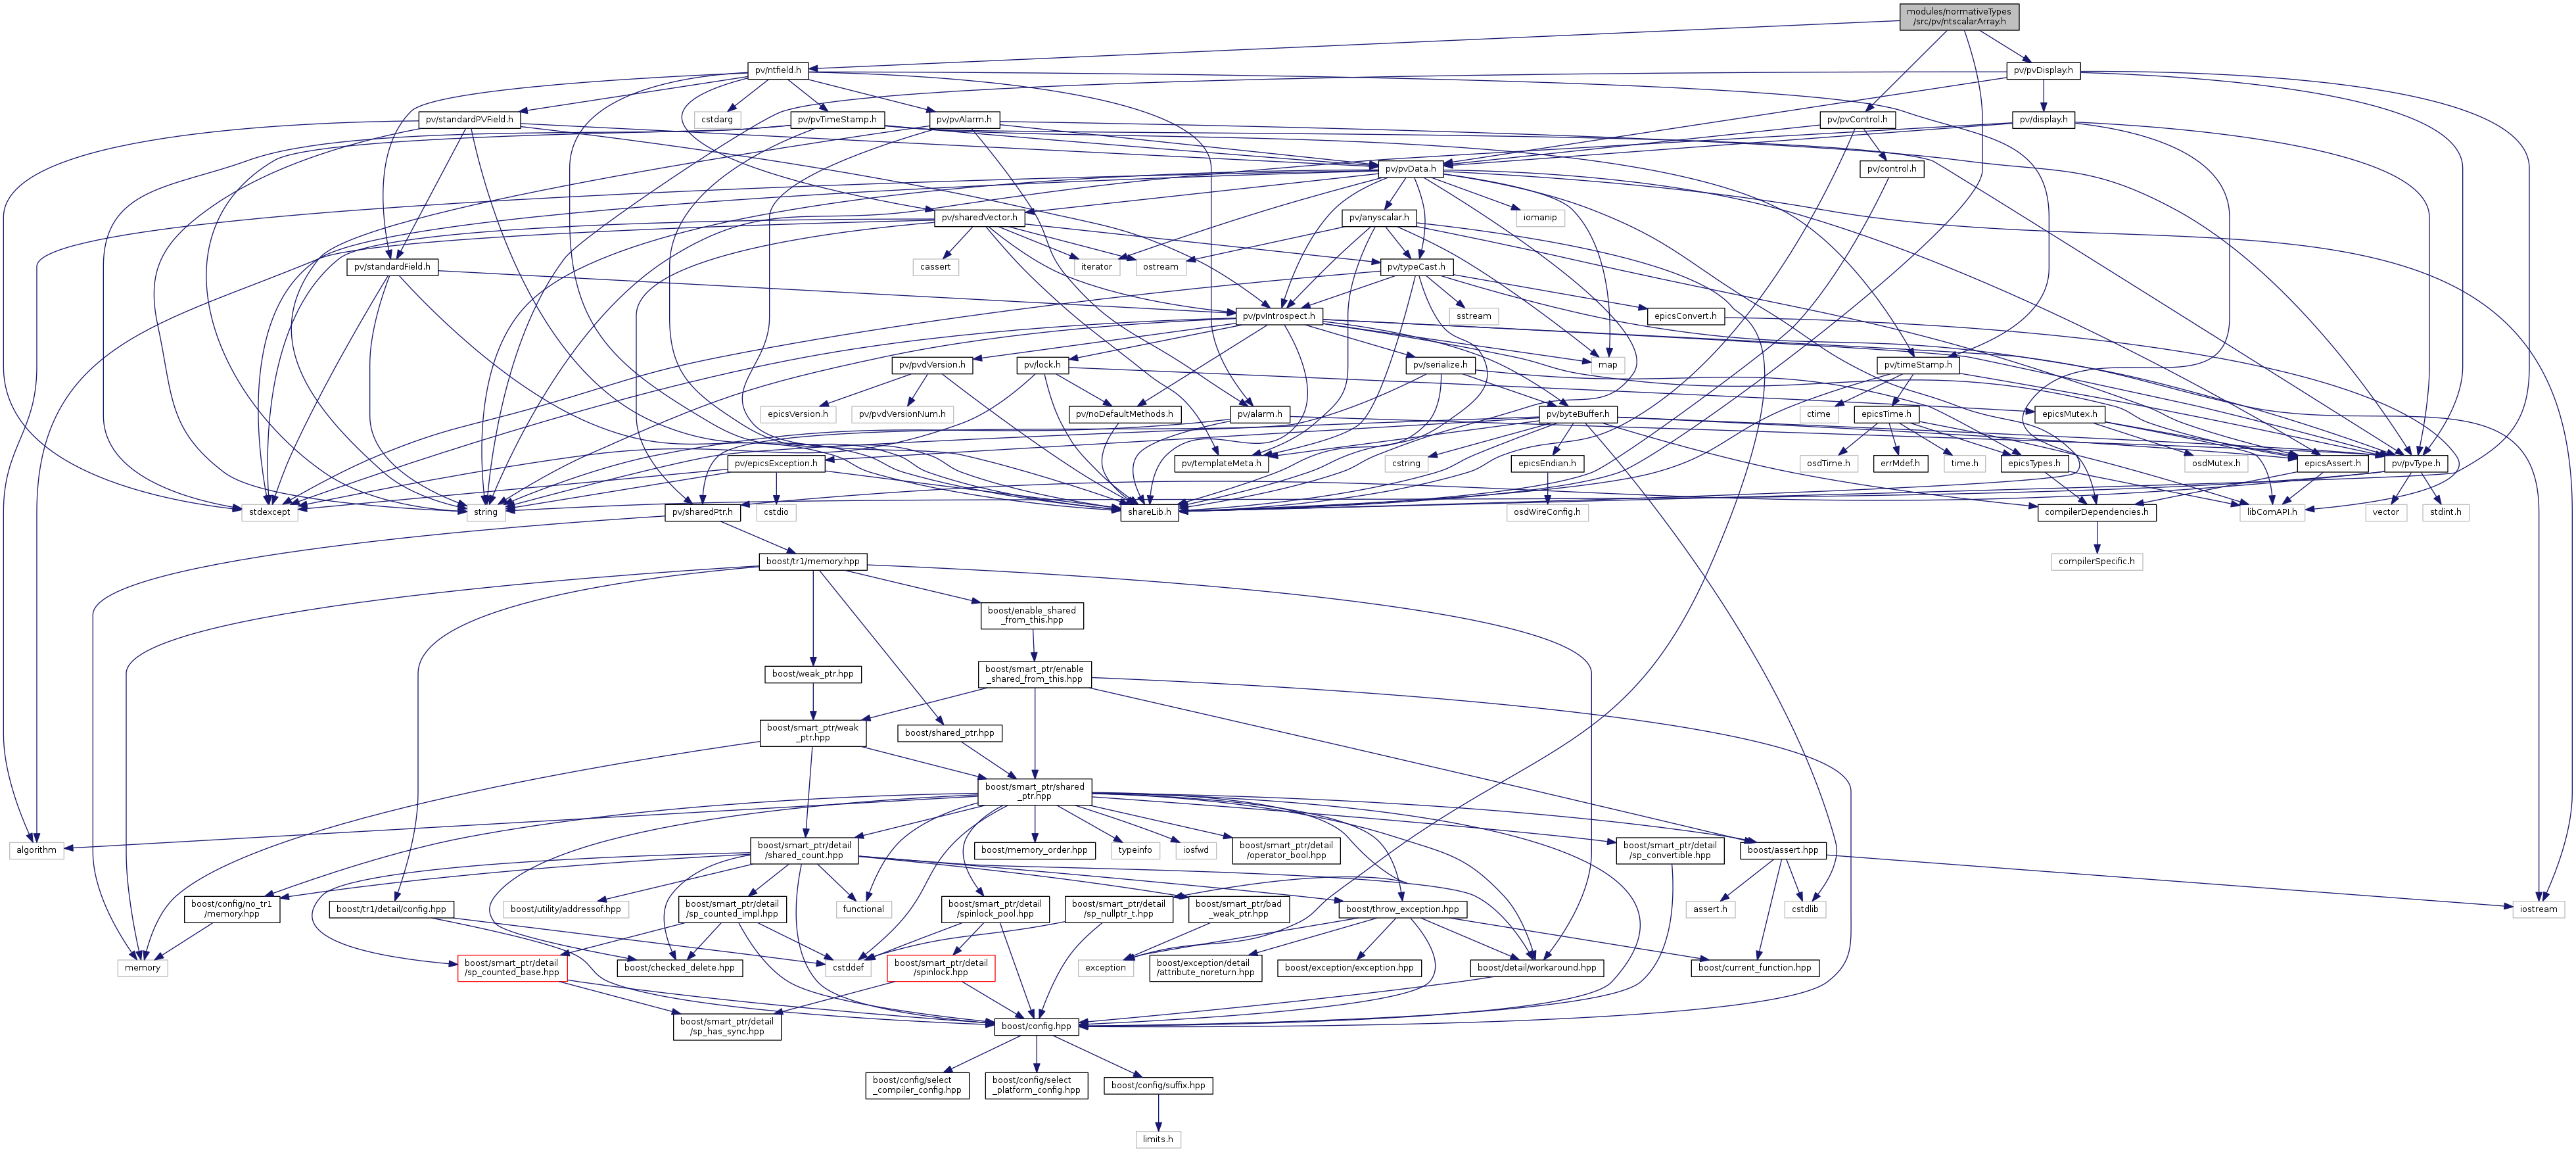 modules/normativeTypes
/src/pv/ntscalarArray.h
pv/ntfield.h
pv/pvDisplay.h
cstdarg
pv/standardPVField.h
pv/pvTimeStamp.h
pv/pvAlarm.h
pv/pvControl.h
pv/display.h
pv/pvData.h
pv/control.h
pv/sharedVector.h
pv/anyscalar.h
iomanip
pv/standardField.h
cassert
iterator
ostream
pv/typeCast.h
pv/pvIntrospect.h
sstream
epicsConvert.h
pv/pvdVersion.h
pv/lock.h
pv/serialize.h
map
pv/timeStamp.h
epicsVersion.h
pv/pvdVersionNum.h
pv/noDefaultMethods.h
pv/alarm.h
pv/byteBuffer.h
ctime
epicsTime.h
epicsMutex.h
pv/epicsException.h
pv/templateMeta.h
cstring
epicsEndian.h
osdTime.h
errMdef.h
time.h
epicsTypes.h
osdMutex.h
epicsAssert.h
pv/pvType.h
stdexcept
string
pv/sharedPtr.h
cstdio
shareLib.h
osdWireConfig.h
compilerDependencies.h
libComAPI.h
vector
stdint.h
boost/tr1/memory.hpp
compilerSpecific.h
boost/enable_shared
_from_this.hpp
boost/weak_ptr.hpp
boost/smart_ptr/enable
_shared_from_this.hpp
boost/smart_ptr/weak
_ptr.hpp
boost/shared_ptr.hpp
boost/smart_ptr/shared
_ptr.hpp
algorithm
boost/smart_ptr/detail
/shared_count.hpp
boost/memory_order.hpp
typeinfo
iosfwd
boost/smart_ptr/detail
/operator_bool.hpp
boost/smart_ptr/detail
/sp_convertible.hpp
boost/assert.hpp
boost/config/no_tr1
/memory.hpp
boost/tr1/detail/config.hpp
boost/utility/addressof.hpp
boost/smart_ptr/detail
/sp_counted_impl.hpp
functional
boost/smart_ptr/detail
/spinlock_pool.hpp
boost/smart_ptr/detail
/sp_nullptr_t.hpp
boost/smart_ptr/bad
_weak_ptr.hpp
boost/throw_exception.hpp
assert.h
cstdlib
iostream
memory
boost/smart_ptr/detail
/sp_counted_base.hpp
boost/checked_delete.hpp
cstddef
boost/smart_ptr/detail
/spinlock.hpp
exception
boost/exception/detail
/attribute_noreturn.hpp
boost/exception/exception.hpp
boost/detail/workaround.hpp
boost/current_function.hpp
boost/smart_ptr/detail
/sp_has_sync.hpp
boost/config.hpp
boost/config/select
_compiler_config.hpp
boost/config/select
_platform_config.hpp
boost/config/suffix.hpp
limits.h